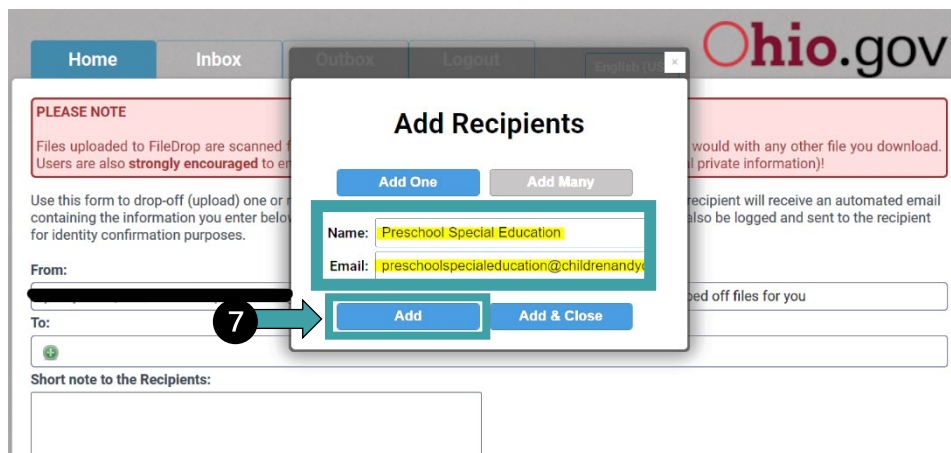 Home Inbox Outbox Logout English (US
Ohio.gov
×
PLEASE NOTE
Files uploaded to FileDrop are scanned
would with any other file you download.
Users are also strongly encouraged to
l private information)!
Use this form to drop-off (upload) one or
recipient will receive an automated email
containing the information you enter
also be logged and sent to the recipient
for identity confirmation purposes.
From:
ped off files for you
To:
Short note to the Recipients:
Add Recipients
Add One Add Many
Name: Preschool Special Education
Email: preschoolspecialeducation@childrenandy
7
Add Add & Close